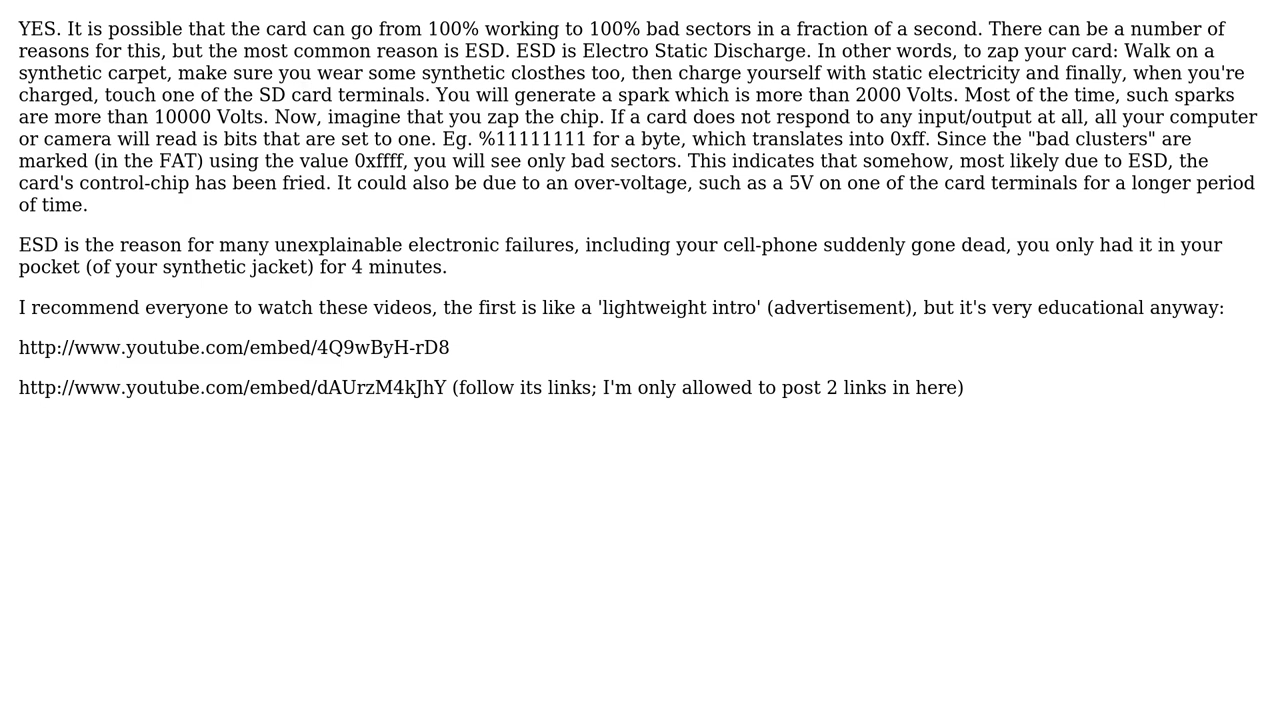 YES. It is possible that the card can go from 100% working to 100% bad sectors in a fraction of a second. There can be a number of
reasons for this, but the most common reason is ESD. ESD is Electro Static Discharge. In other words, to zap your card: Walk on a
synthetic carpet, make sure you wear some synthetic closthes too, then charge yourself with static electricity and finally, when you're
charged, touch one of the SD card terminals. You will generate a spark which is more than 2000 Volts. Most of the time, such sparks
are more than 10000 Volts. Now, imagine that you zap the chip. If a card does not respond to any input/output at all, all your computer
or camera will read is bits that are set to one. Eg. %11111111 for a byte, which translates into 0xff. Since the "bad clusters" are
marked (in the FAT) using the value 0xffff, you will see only bad sectors. This indicates that somehow, most likely due to ESD, the
card's control-chip has been fried. It could also be due to an over-voltage, such as a 5V on one of the card terminals for a longer period
of time.
ESD is the reason for many unexplainable electronic failures, including your cell-phone suddenly gone dead, you only had it in your
pocket (of your synthetic jacket) for 4 minutes.
I recommend everyone to watch these videos, the first is like a 'lightweight intro' (advertisement), but it's very educational anyway:
http://www.youtube.com/embed/4Q9wByH-rD8
http://www.youtube.com/embed/dAUrzM4kJhY (follow its links; I'm only allowed to post 2 links in here)